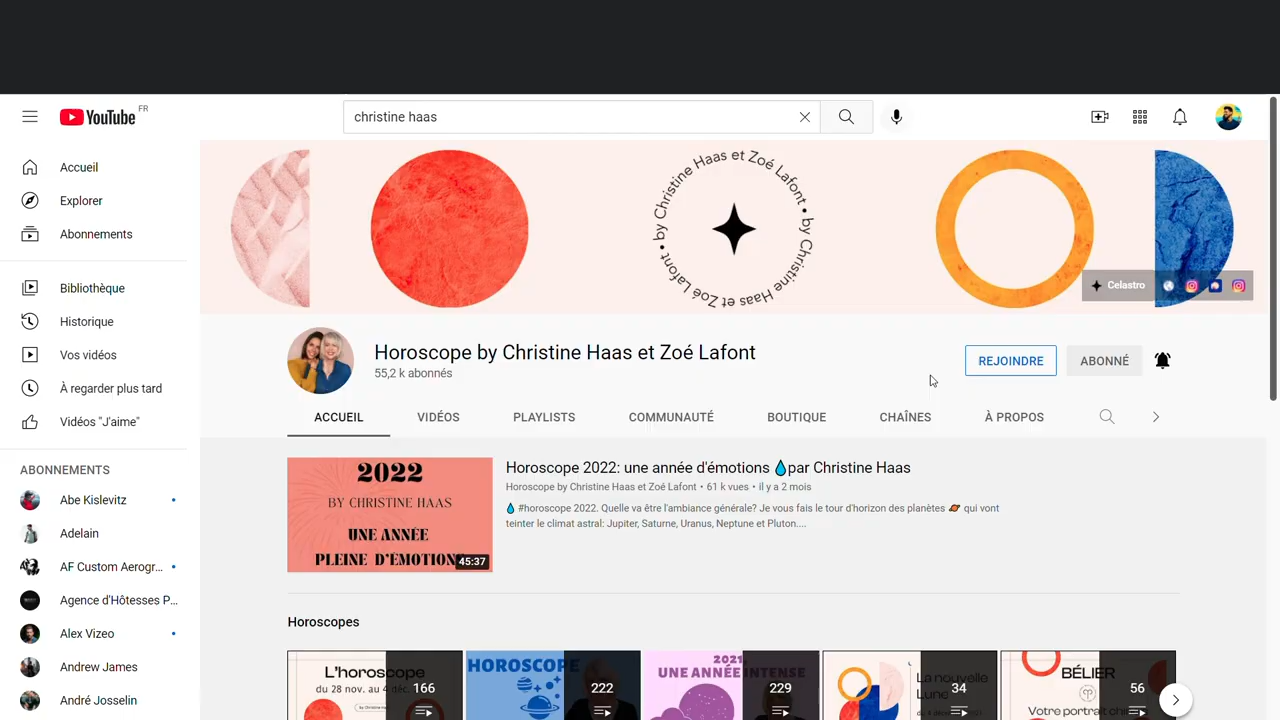 YouTube FR
christine haas
Accueil
Explorer
Abonnements
Bibliothèque
Historique
Vos vidéos
À regarder plus tard
Vidéos "J'aime"
ABONNEMENTS
Abe Kislevitz
Adelain
AF Custom Aerogr...
Agence d'Hôtesses P...
Alex Vizeo
Andrew James
André Josselin
by Christine Haas et Zoé Lafont • by Christine Haas et Zoé Lafont •
Celastro
Horoscope by Christine Haas et Zoé Lafont
55,2 k abonnés
REJOINDRE
ABONNÉ
ACCUEIL
VIDÉOS
PLAYLISTS
COMMUNAUTÉ
BOUTIQUE
CHAÎNES
À PROPOS
2022
BY CHRISTINE HAAS
UNE ANNÉE
PLEINE D'ÉMOTION
45:37
Horoscope 2022: une année d'émotions 💧par Christine Haas
Horoscope by Christine Haas et Zoé Lafont • 61 k vues • il y a 2 mois
💧 #horoscope 2022. Quelle va être l'ambiance générale? Je vous fais le tour d'horizon des planètes 🪐 qui vont
teinter le climat astral: Jupiter, Saturne, Uranus, Neptune et Pluton....
Horoscopes
L'horoscope
du 28 nov. au 4 déc.
166
HOROSCOPE
222
2021
UNE ANNÉE INTENSE
229
La nouvelle
Lune
34
BÉLIER
Votre portrait
56